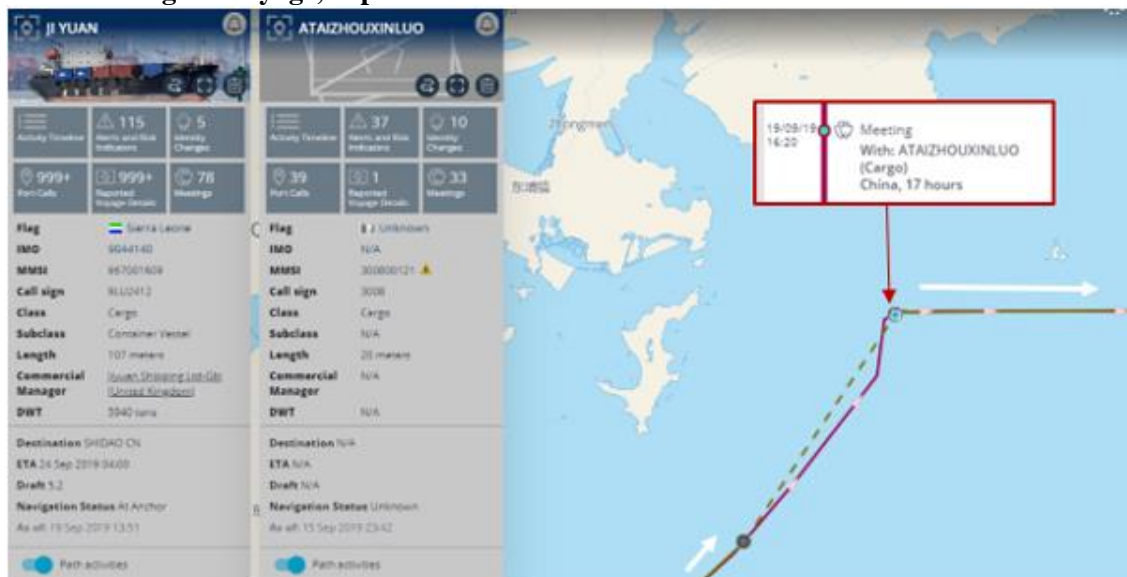 JI YUAN
Activity Timeline
115
Alerts and Risk Indicators
5
Identity Changes
999+
Port Calls
999+
Reported Voyage Details
78
Meetings
Flag Sierra Leone
IMO 9044140
MMSI 667001609
Call sign 9LU2412
Class Cargo
Subclass Container Vessel
Length 107 meters
Commercial Manager Jiyuan Shipping Ltd-Gbr (United Kingdom)
DWT 3940 tons
Destination SHIDAO CN
ETA 24 Sep 2019 04:00
Draft 5.2
Navigation Status At Anchor
As of: 19 Sep 2019 13:51
Path activities
ATAIZHOUXINLUO
Activity Timeline
37
Alerts and Risk Indicators
10
Identity Changes
39
Port Calls
1
Reported Voyage Details
33
Meetings
Flag Unknown
IMO N/A
MMSI 300800121
Call sign 3008
Class Cargo
Subclass N/A
Length 20 meters
Commercial Manager N/A
DWT N/A
Destination N/A
ETA N/A
Draft N/A
Navigation Status Unknown
As of: 15 Sep 2019 23:42
Path activities
19/09/19
16:20
Meeting
With: ATAIZHOUXINLUO
(Cargo)
China, 17 hours